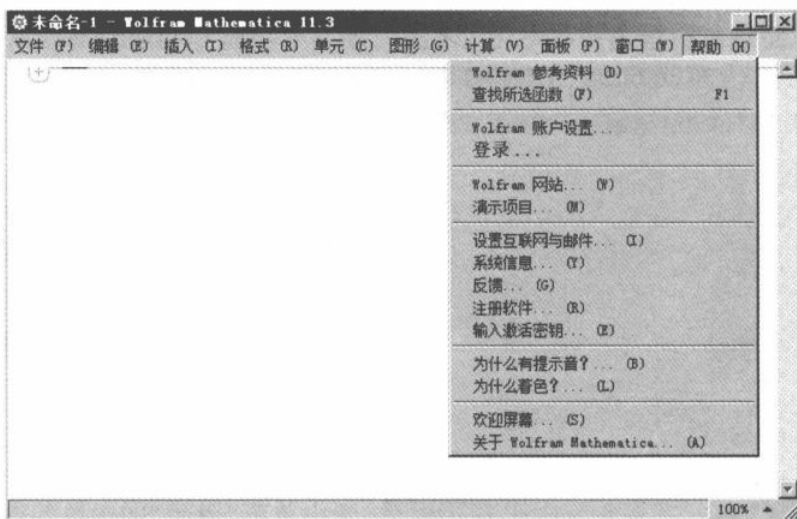 未命名-1 - Wolfram Mathematica 11.3
文件 (F) 编辑 (E) 插入 (I) 格式 (R) 单元 (C) 图形 (G) 计算 (V) 面板 (P) 窗口 (W) 帮助 (H)
Wolfram 参考资料 (D)
查找所选函数 (F) F1
Wolfram 账户设置...
登录...
Wolfram 网站... (W)
演示项目... (M)
设置互联网与邮件... (I)
系统信息... (Y)
反馈... (G)
注册软件... (R)
输入激活密钥... (E)
为什么有提示音?... (B)
为什么着色?... (L)
欢迎屏幕... (S)
关于 Wolfram Mathematica... (A)
100%